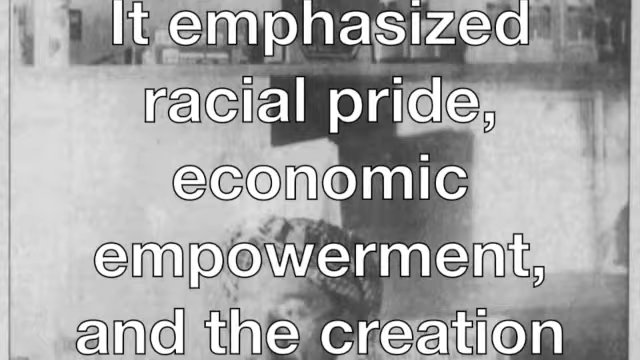 It emphasized
racial pride,
economic
empowerment,
and the creation